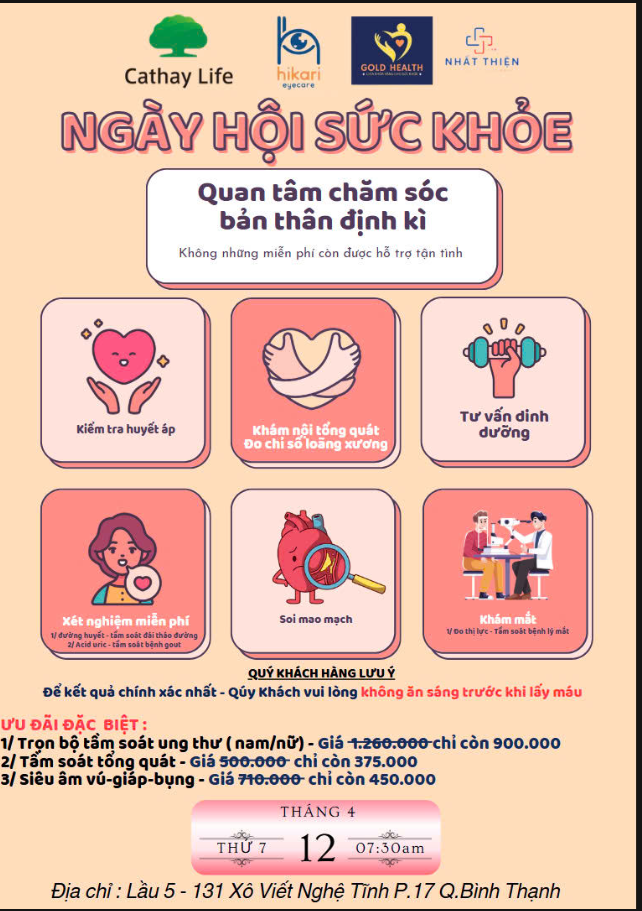 Cathay Life
hikari
eyecare
GOLD HEALTH
NHẤT THIỆN
NGÀY HỘI SỨC KHỎE
Quan tâm chăm sóc
bản thân định kì
Không những miễn phí còn được hỗ trợ tận tình
Kiểm tra huyết áp
Khám nội tổng quát
Đo chỉ số loãng xương
Tư vấn dinh
dưỡng
Xét nghiệm miễn phí
1/ đường huyết - tầm soát đái tháo đường
2/ Acid uric - tầm soát bệnh gout
Soi mao mạch
Khám mắt
1/ Đo thị lực - Tầm soát bệnh lý mắt
QUÝ KHÁCH HÀNG LƯU Ý
Để kết quả chính xác nhất - Qúy Khách vui lòng không ăn sáng trước khi lấy máu
ƯU ĐÃI ĐẶC BIỆT :
1/ Trọn bộ tầm soát ung thư ( nam/nữ) - Giá 1.260.000 chỉ còn 900.000
2/ Tầm soát tổng quát - Giá 500.000 chỉ còn 375.000
3/ Siêu âm vú-giáp-bụng - Giá 710.000 chỉ còn 450.000
THÁNG 4
THỨ 7 12 07:30am
Địa chỉ : Lầu 5 - 131 Xô Viết Nghệ Tĩnh P.17 Q.Bình Thạnh